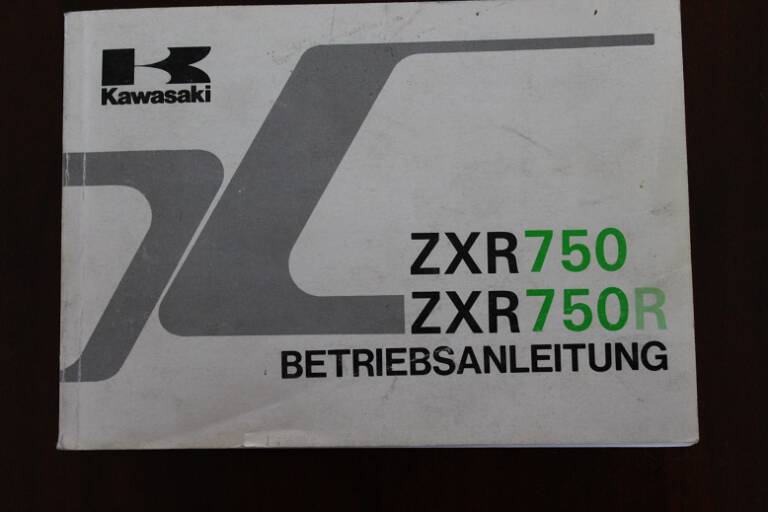 Kawasaki
ZXR750
ZXR750R
BETRIEBSANLEITUNG